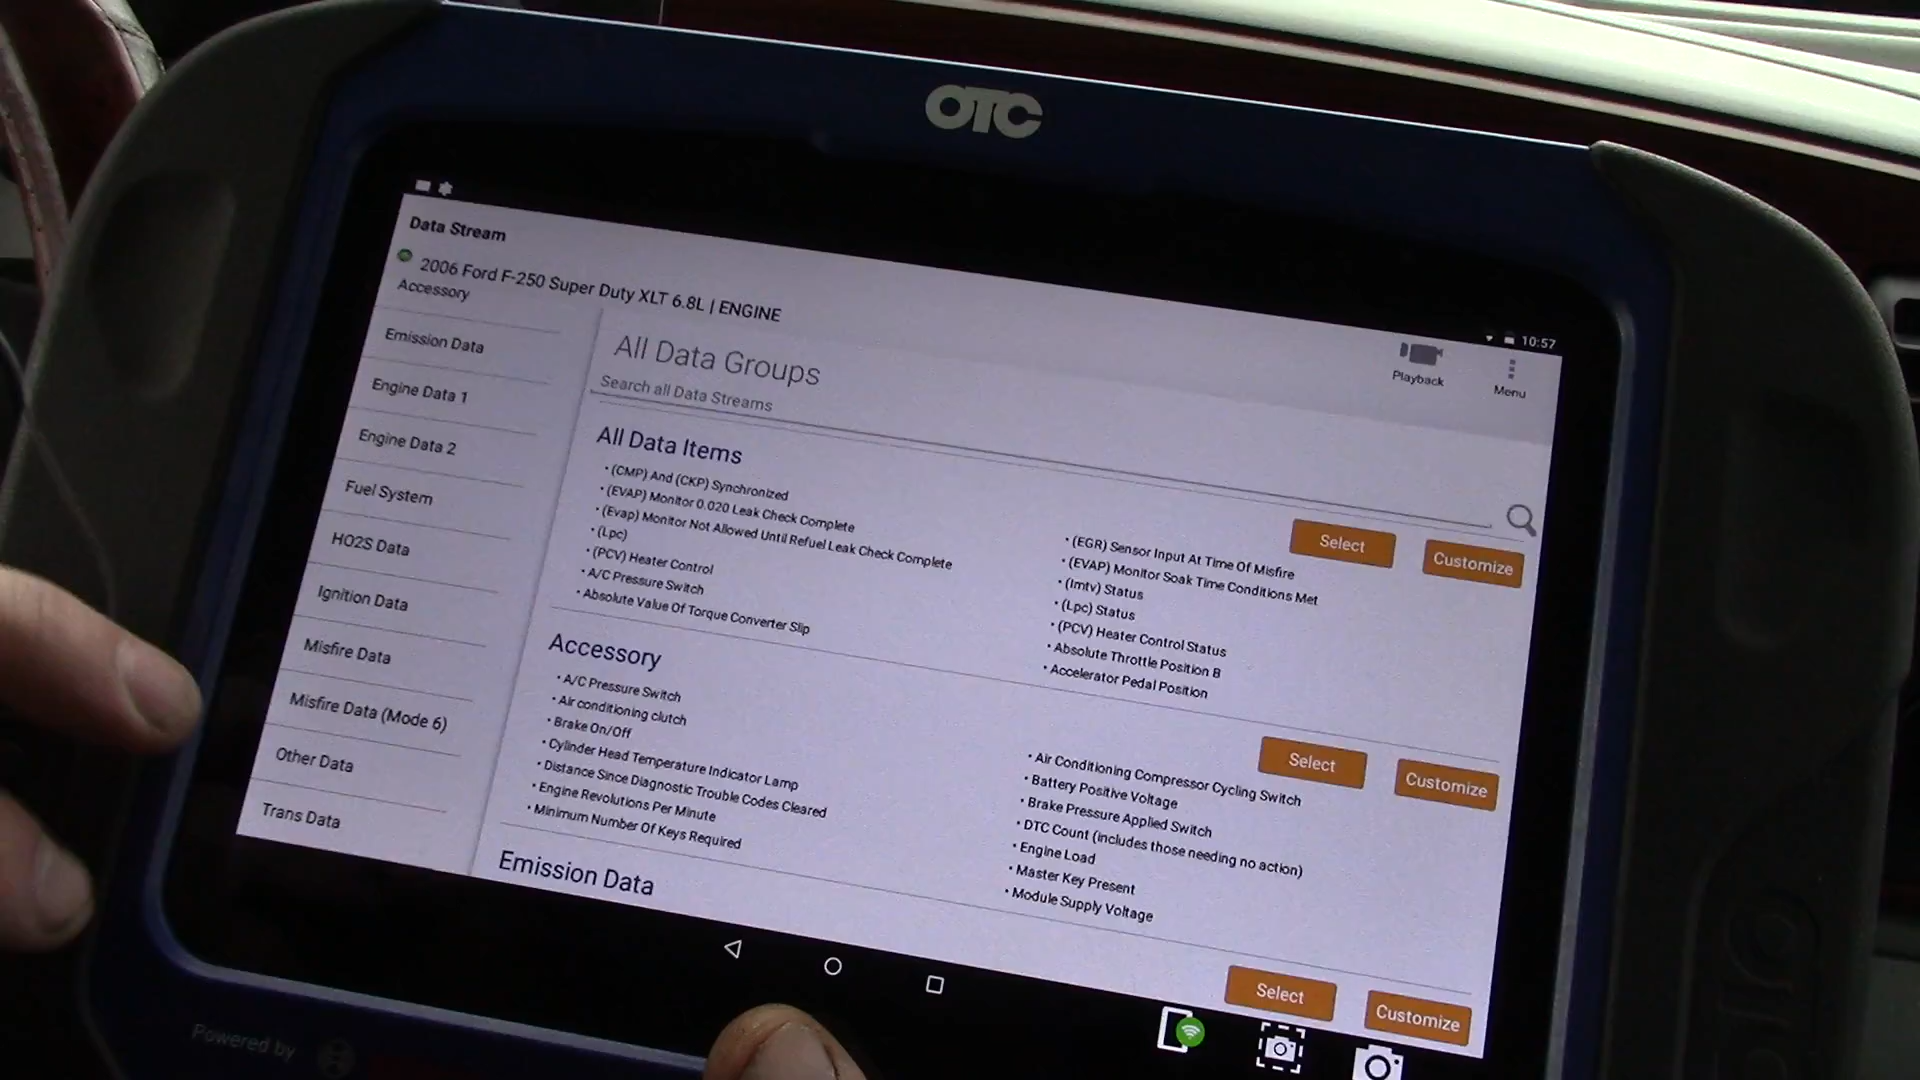 OTC
Data Stream
10:57
2006 Ford F-250 Super Duty XLT 6.8L | ENGINE
Playback
Menu
Accessory
Emission Data
Engine Data 1
Engine Data 2
Fuel System
HO2S Data
Ignition Data
Misfire Data
Misfire Data (Mode 6)
Other Data
Trans Data
All Data Groups
Search all Data Streams
All Data Items
Select
Customize
• (CMP) And (CKP) Synchronized
• (EVAP) Monitor 0.020 Leak Check Complete
• (Evap) Monitor Not Allowed Until Refuel Leak Check Complete
• (Lpc)
• (PCV) Heater Control
• A/C Pressure Switch
• Absolute Value Of Torque Converter Slip
• (EGR) Sensor Input At Time Of Misfire
• (EVAP) Monitor Soak Time Conditions Met
• (Imtv) Status
• (Lpc) Status
• (PCV) Heater Control Status
• Absolute Throttle Position B
• Accelerator Pedal Position
Accessory
Select
Customize
• A/C Pressure Switch
• Air conditioning clutch
• Brake On/Off
• Cylinder Head Temperature Indicator Lamp
• Distance Since Diagnostic Trouble Codes Cleared
• Engine Revolutions Per Minute
• Minimum Number Of Keys Required
• Air Conditioning Compressor Cycling Switch
• Battery Positive Voltage
• Brake Pressure Applied Switch
• DTC Count (includes those needing no action)
• Engine Load
• Master Key Present
• Module Supply Voltage
Emission Data
Select
Customize
Powered by